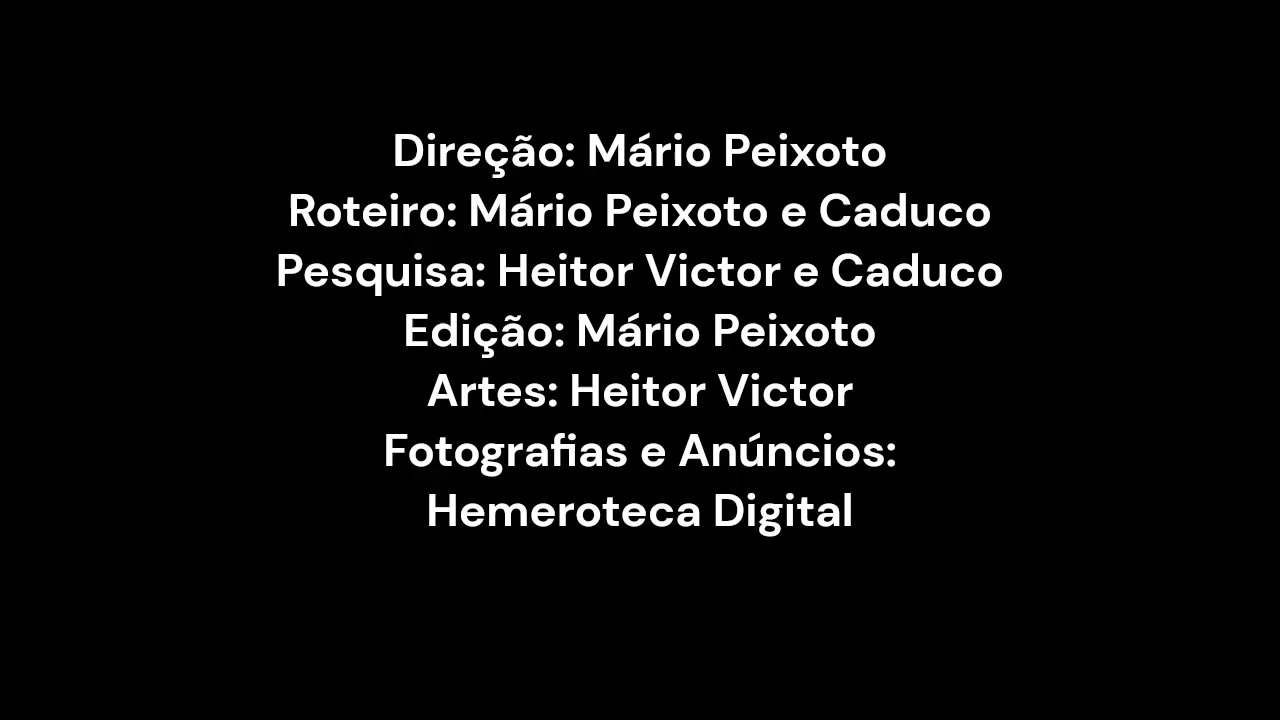 Direção: Mário Peixoto
Roteiro: Mário Peixoto e Caduco
Pesquisa: Heitor Victor e Caduco
Edição: Mário Peixoto
Artes: Heitor Victor
Fotografias e Anúncios:
Hemeroteca Digital